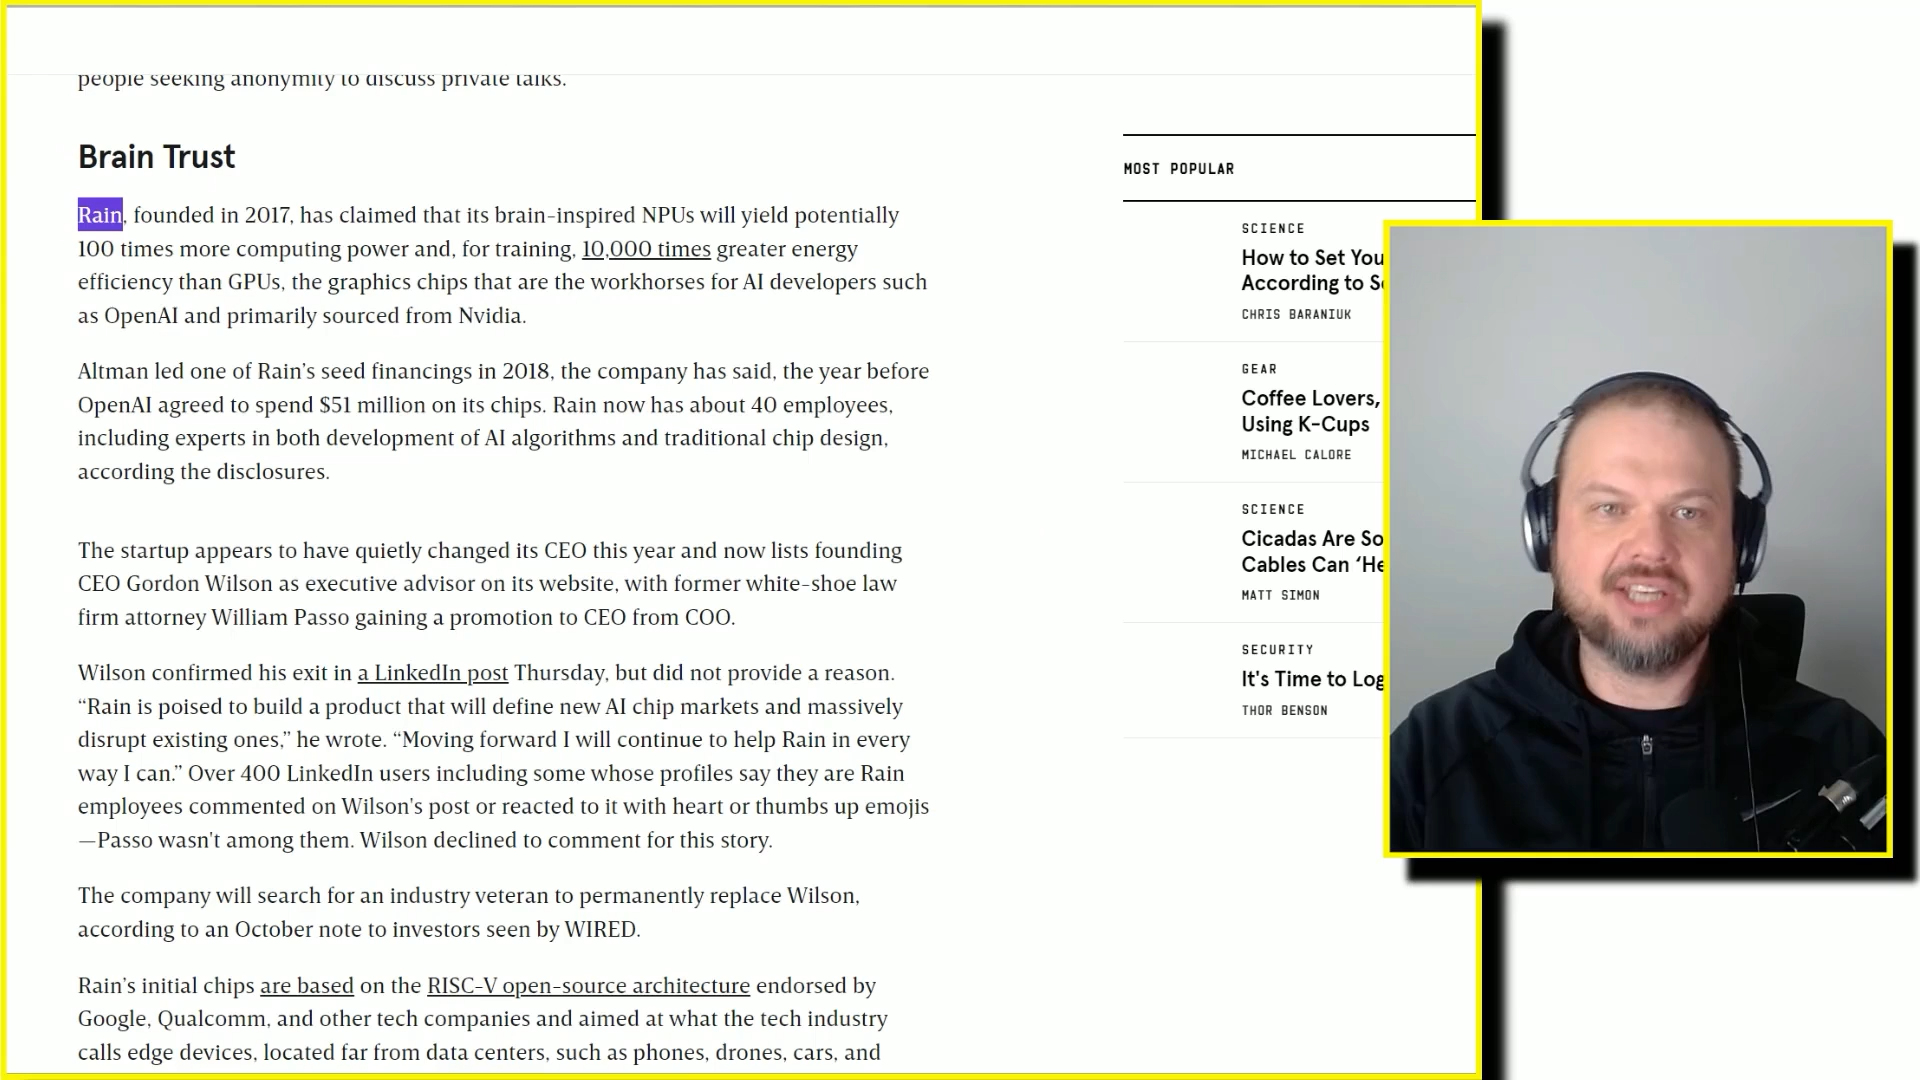 people seeking anonymity to discuss private talks.
Brain Trust
Rain, founded in 2017, has claimed that its brain-inspired NPUs will yield potentially
100 times more computing power and, for training, 10,000 times greater energy
efficiency than GPUs, the graphics chips that are the workhorses for AI developers such
as OpenAI and primarily sourced from Nvidia.
Altman led one of Rain’s seed financings in 2018, the company has said, the year before
OpenAI agreed to spend $51 million on its chips. Rain now has about 40 employees,
including experts in both development of AI algorithms and traditional chip design,
according the disclosures.
The startup appears to have quietly changed its CEO this year and now lists founding
CEO Gordon Wilson as executive advisor on its website, with former white-shoe law
firm attorney William Passo gaining a promotion to CEO from COO.
Wilson confirmed his exit in a LinkedIn post Thursday, but did not provide a reason.
“Rain is poised to build a product that will define new AI chip markets and massively
disrupt existing ones,” he wrote. “Moving forward I will continue to help Rain in every
way I can.” Over 400 LinkedIn users including some whose profiles say they are Rain
employees commented on Wilson's post or reacted to it with heart or thumbs up emojis
—Passo wasn't among them. Wilson declined to comment for this story.
The company will search for an industry veteran to permanently replace Wilson,
according to an October note to investors seen by WIRED.
Rain’s initial chips are based on the RISC-V open-source architecture endorsed by
Google, Qualcomm, and other tech companies and aimed at what the tech industry
calls edge devices, located far from data centers, such as phones, drones, cars, and
MOST POPULAR
SCIENCE
How to Set You
According to S
CHRIS BARANIUK
GEAR
Coffee Lovers,
Using K-Cups
MICHAEL CALORE
SCIENCE
Cicadas Are So
Cables Can ‘He
MATT SIMON
SECURITY
It's Time to Log
THOR BENSON